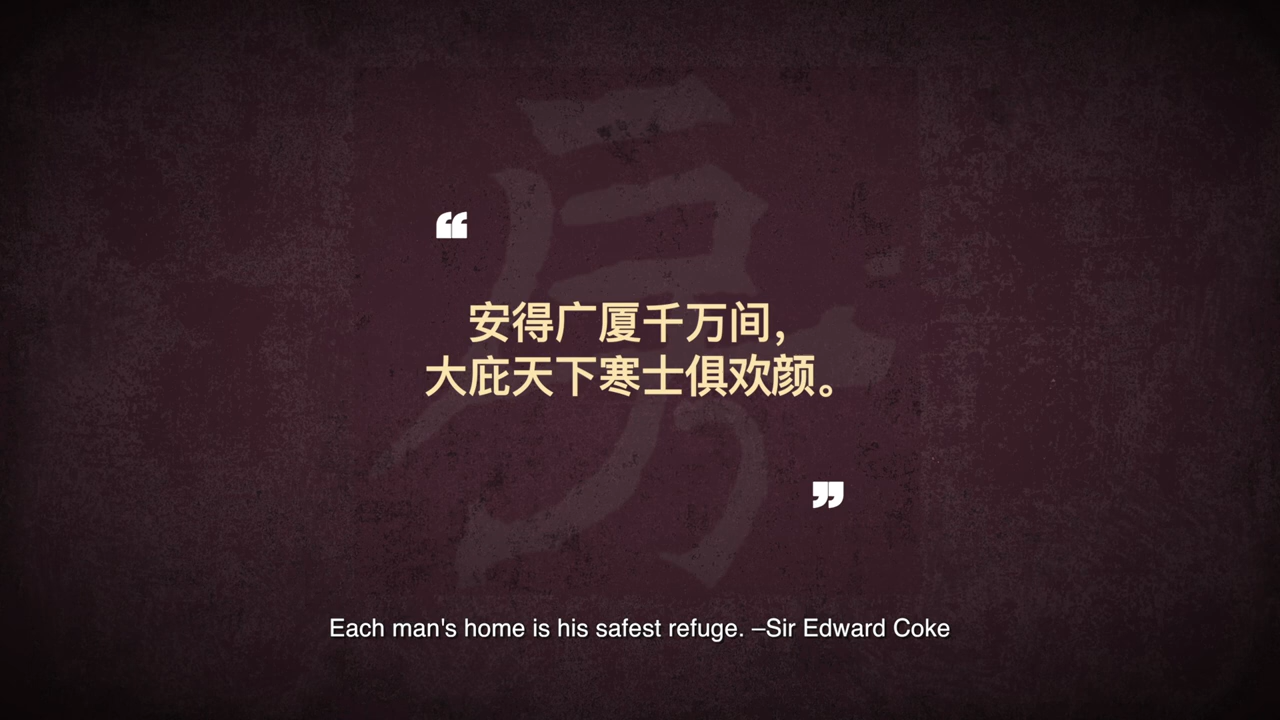 房
“
安得广厦千万间，
大庇天下寒士俱欢颜。
”
Each man's home is his safest refuge. –Sir Edward Coke